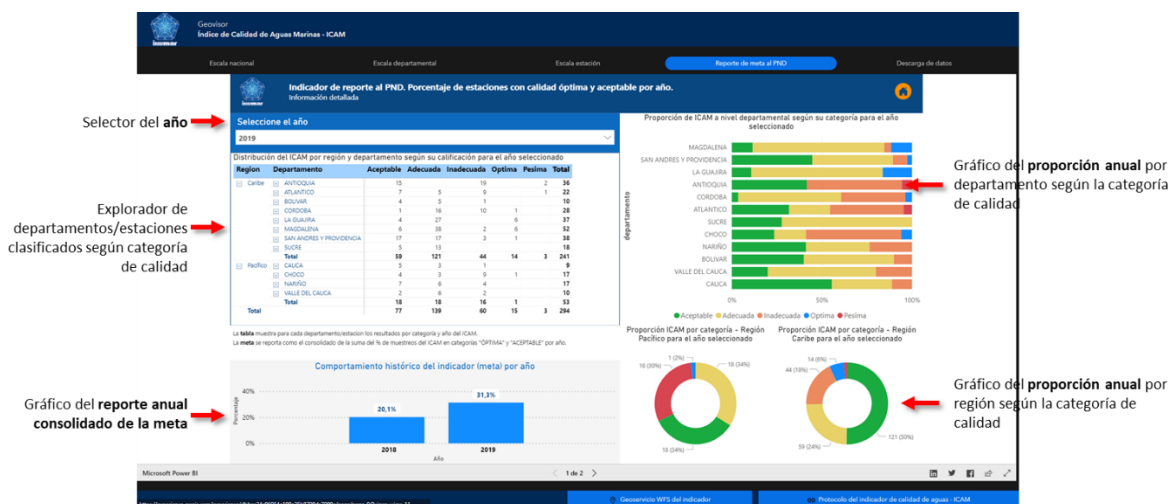 Geovisor
Índice de Calidad de Aguas Marinas - ICAM
Escala nacional Escala departamental Escala estación Reporte de meta al PND Descarga de datos
Indicador de reporte al PND. Porcentaje de estaciones con calidad óptima y aceptable por año.
Información detallada
Selector del año
Seleccione el año
2019
Distribución del ICAM por región y departamento según su calificación para el año seleccionado
Region Departamento Aceptable Adecuada Inadecuada Optima Pesima Total
Caribe ANTIOQUIA 15 19 2 36
ATLANTICO 7 5 9 1 22
BOLIVAR 4 5 1 10
CORDOBA 1 16 10 1 28
LA GUAJIRA 4 27 6 37
MAGDALENA 6 38 2 6 52
SAN ANDRES Y PROVIDENCIA 17 17 3 1 38
SUCRE 5 13 18
Total 59 121 44 14 3 241
Pacífico CAUCA 5 3 1 9
CHOCO 4 3 9 1 17
NARIÑO 7 6 4 17
VALLE DEL CAUCA 2 6 2 10
Total 18 18 16 1 53
Total 77 139 60 15 3 294
Explorador de
departamentos/estaciones
clasificados según categoría
de calidad
La tabla muestra para cada departamento/estacion los resultados por categoría y año del ICAM.
La meta se reporta como el consolidado de la suma del % de muestreos del ICAM en categorías "ÓPTIMA" y "ACEPTABLE" por año.
Comportamiento histórico del indicador (meta) por año
Porcentaje
40%
20%
0%
20,1%
31,3%
2018
2019
Año
Gráfico del reporte anual
consolidado de la meta
Proporción de ICAM a nivel departamental según su categoría para el año
seleccionado
departamento
MAGDALENA
SAN ANDRES Y PROVIDENCIA
LA GUAJIRA
ANTIOQUIA
CORDOBA
ATLANTICO
SUCRE
CHOCO
NARIÑO
BOLIVAR
VALLE DEL CAUCA
CAUCA
0% 50% 100%
Aceptable Adecuada Inadecuada Optima Pesima
Gráfico del proporción anual por
departamento según la categoría
de calidad
Proporción ICAM por categoría - Región
Pacífico para el año seleccionado
1 (2%)
16 (30%)
18 (34%)
18 (34%)
Proporción ICAM por categoría - Región
Caribe para el año seleccionado
14 (6%)
44 (18%)
59 (24%)
121 (50%)
Gráfico del proporción anual por
región según la categoría de
calidad
Microsoft Power BI
1 de 2
Geoservicio WFS del indicador
Protocolo del indicador de calidad de aguas - ICAM